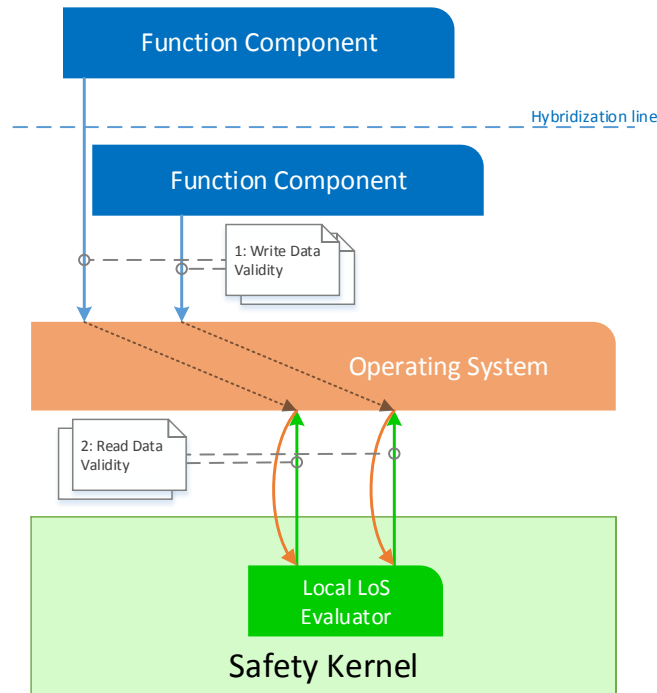 Function Component
Hybridization line
Function Component
1: Write Data
Validity
Operating System
2: Read Data
Validity
Local LoS
Evaluator
Safety Kernel